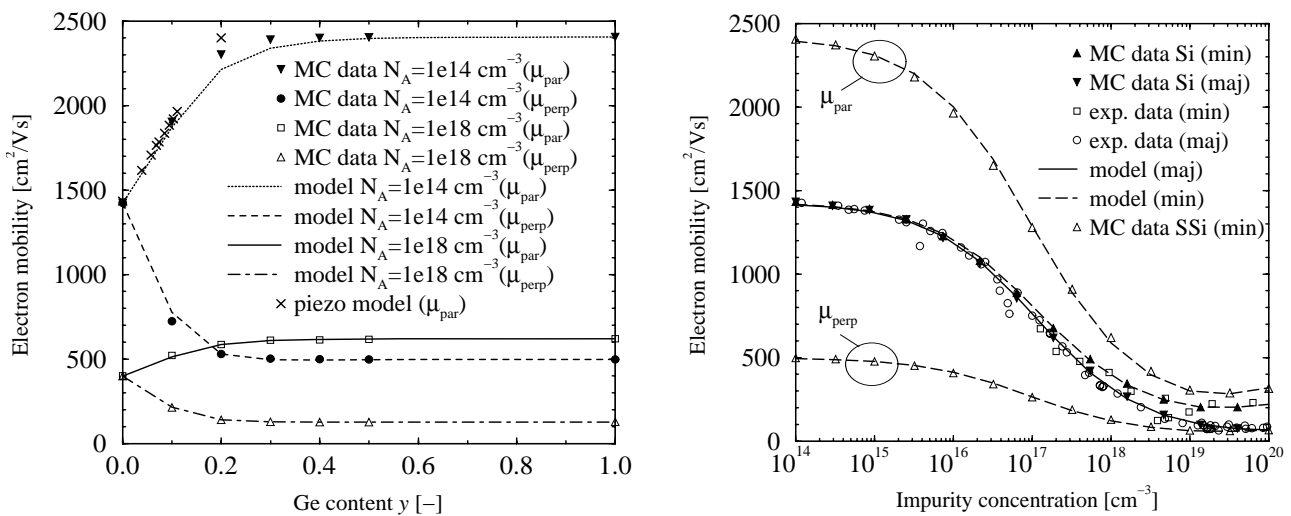 2500
2000
1500
1000
500
0
Electron mobility [cm²/Vs]
MC data N_A=1e14 cm⁻³(μ_par)
MC data N_A=1e14 cm⁻³(μ_perp)
MC data N_A=1e18 cm⁻³(μ_par)
MC data N_A=1e18 cm⁻³(μ_perp)
model N_A=1e14 cm⁻³(μ_par)
model N_A=1e14 cm⁻³(μ_perp)
model N_A=1e18 cm⁻³(μ_par)
model N_A=1e18 cm⁻³(μ_perp)
piezo model (μ_par)
0.0 0.2 0.4 0.6 0.8 1.0
Ge content y [−]
2500
2000
1500
1000
500
0
Electron mobility [cm²/Vs]
μ_par
μ_perp
MC data Si (min)
MC data Si (maj)
exp. data (min)
exp. data (maj)
model (maj)
model (min)
MC data SSi (min)
10¹⁴ 10¹⁵ 10¹⁶ 10¹⁷ 10¹⁸ 10¹⁹ 10²⁰
Impurity concentration [cm⁻³]